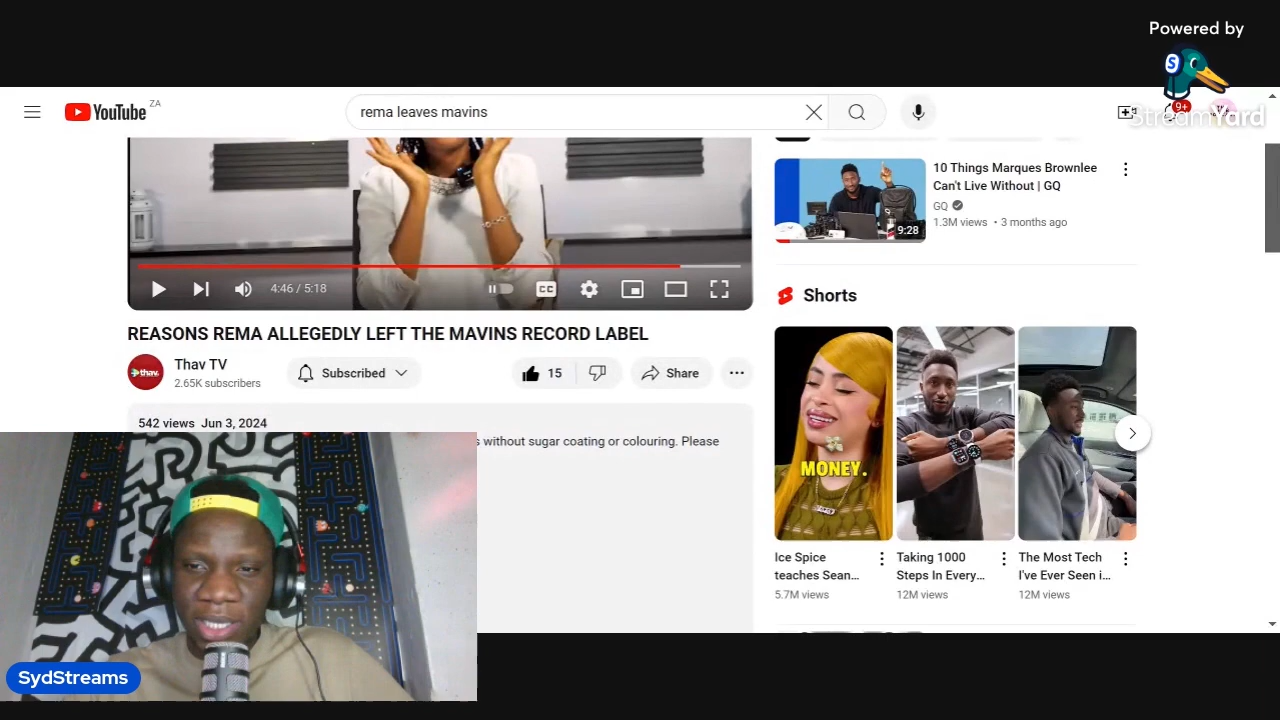 Powered by
StreamYard
YouTube ZA
rema leaves mavins
9+
10 Things Marques Brownlee
Can't Live Without | GQ
GQ
1.3M views • 3 months ago
9:28
4:46 / 5:18
CC
Shorts
REASONS REMA ALLEGEDLY LEFT THE MAVINS RECORD LABEL
thav.
Thav TV
2.65K subscribers
Subscribed
15
Share
542 views Jun 3, 2024
without sugar coating or colouring. Please
MONEY.
Ice Spice
teaches Sean...
5.7M views
Taking 1000
Steps In Every...
12M views
The Most Tech
I've Ever Seen i...
12M views
SydStreams